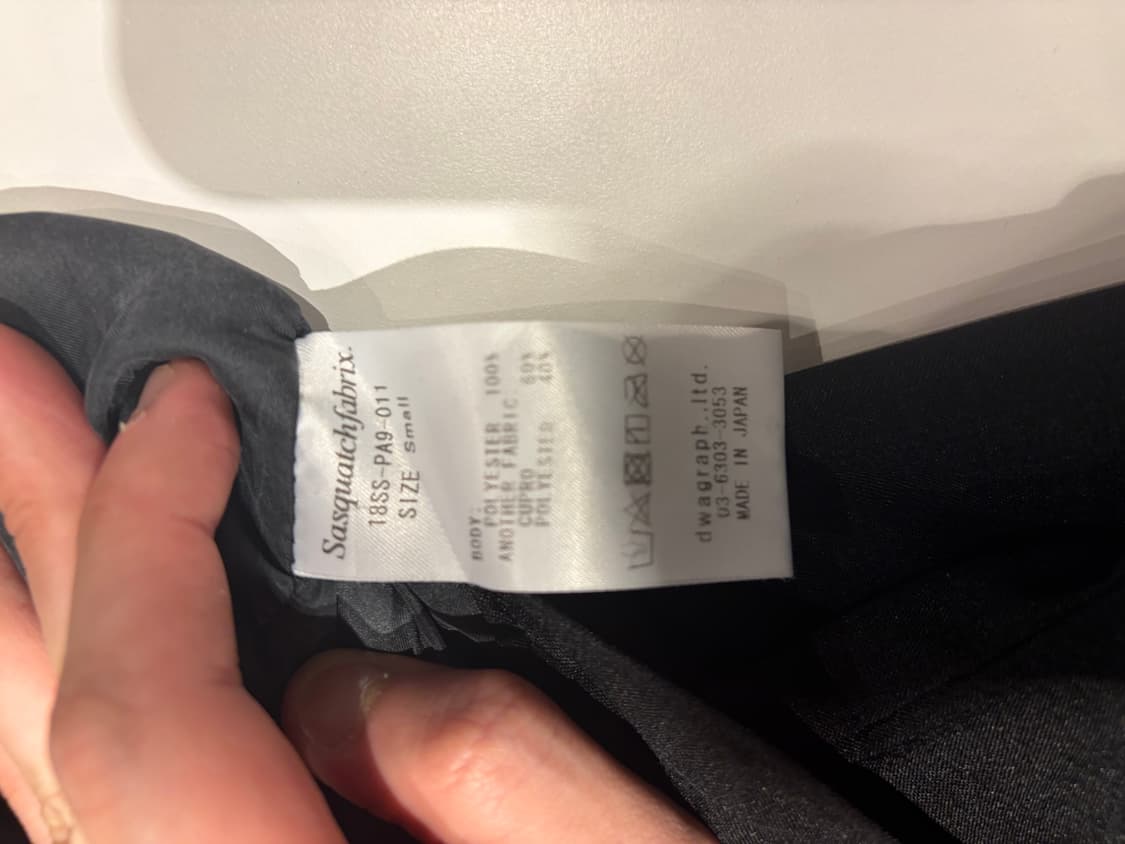 Sasquatchfabrix.
18SS-PA9-011
SIZE small
BODY:
POLYESTER 100%
ANOTHER FABRIC
CUPRO 60%
POLYESTER 40%
dwagraph.,ltd.
03-6303-3053
MADE IN JAPAN